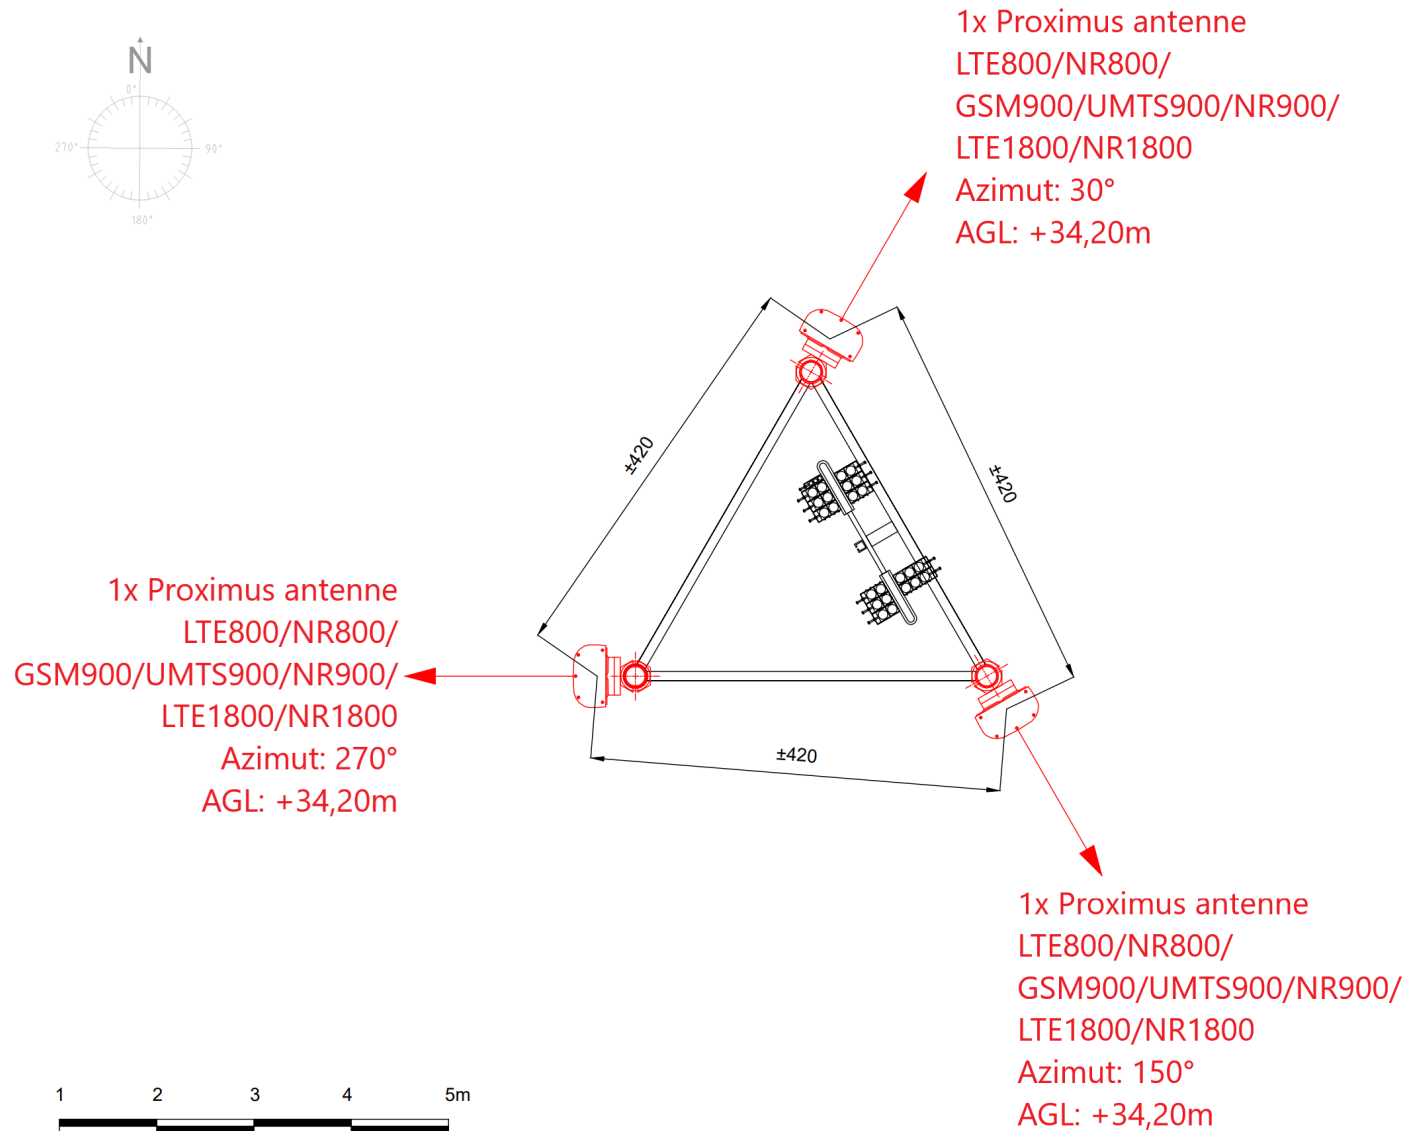 1x Proximus antenne
LTE800/NR800/
GSM900/UMTS900/NR900/
LTE1800/NR1800
Azimut: 30°
AGL: +34,20m
N
0°
270°
90°
180°
±420
±420
1x Proximus antenne
LTE800/NR800/
GSM900/UMTS900/NR900/
LTE1800/NR1800
Azimut: 270°
AGL: +34,20m
±420
1x Proximus antenne
LTE800/NR800/
GSM900/UMTS900/NR900/
LTE1800/NR1800
Azimut: 150°
AGL: +34,20m
1 2 3 4 5m